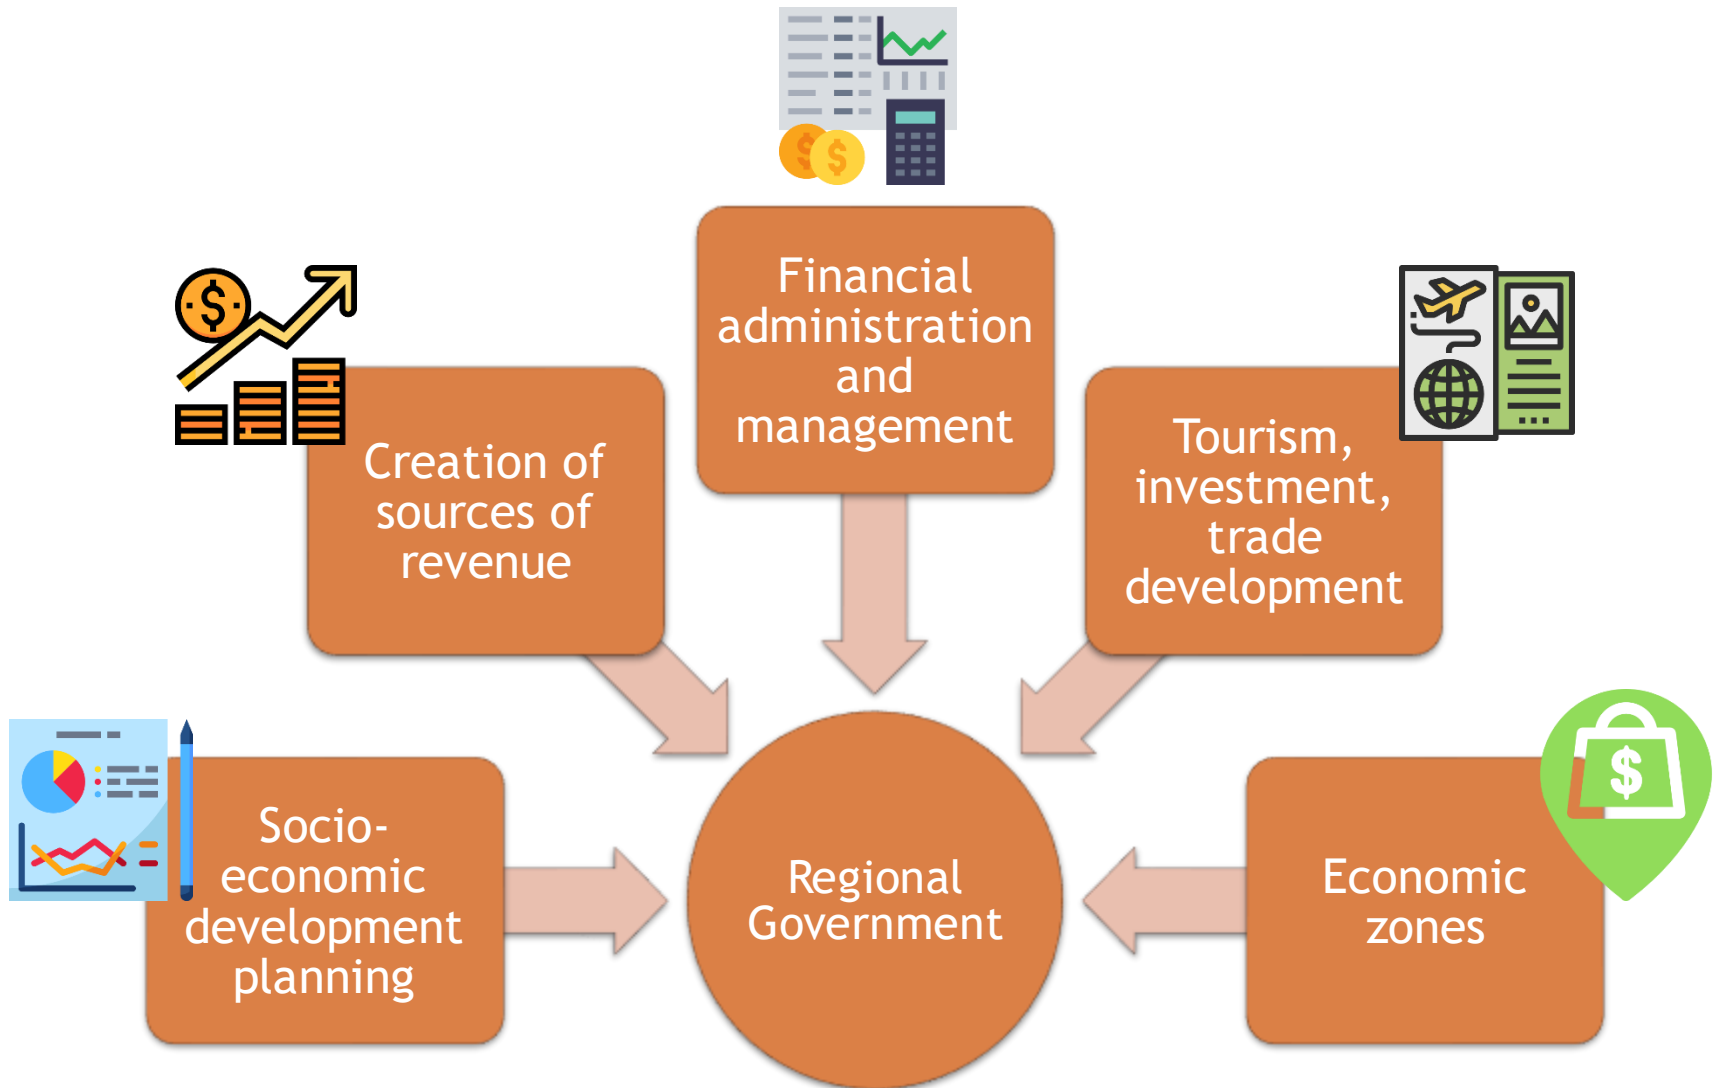 Financial
administration
and
management
Creation of
sources of
revenue
Tourism,
investment,
trade
development
Socio-
economic
development
planning
Regional
Government
Economic
zones
$
$
$
$